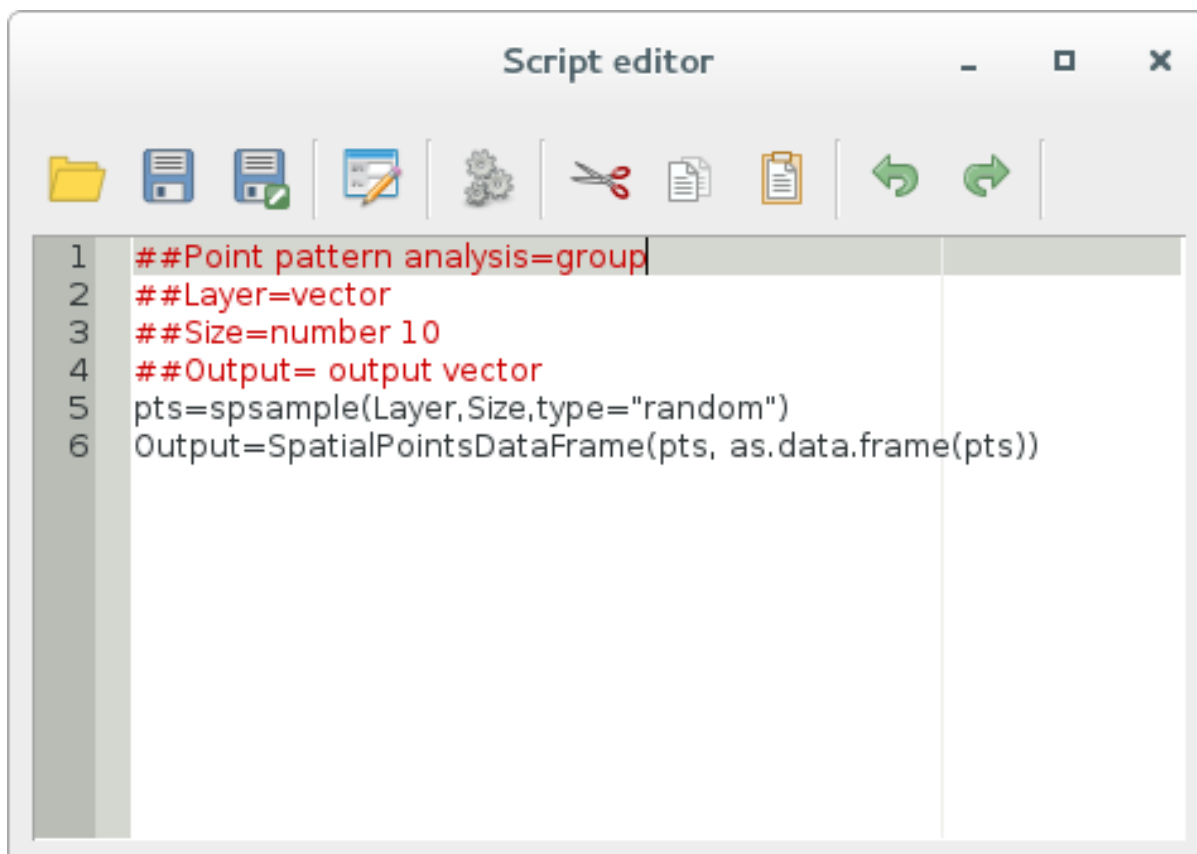 Script editor
1 ##Point pattern analysis=group
2 ##Layer=vector
3 ##Size=number 10
4 ##Output= output vector
5 pts=spsample(Layer,Size,type="random")
6 Output=SpatialPointsDataFrame(pts, as.data.frame(pts))